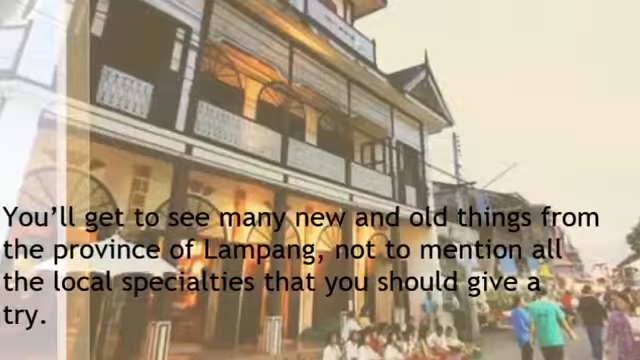 You’ll get to see many new and old things from
the province of Lampang, not to mention all
the local specialties that you should give a
try.